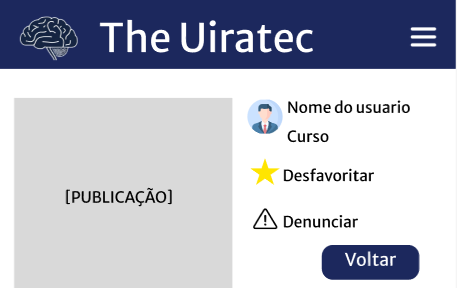 The Uiratec
[PUBLICAÇÃO]
Nome do usuario
Curso
Desfavoritar
Denunciar
Voltar